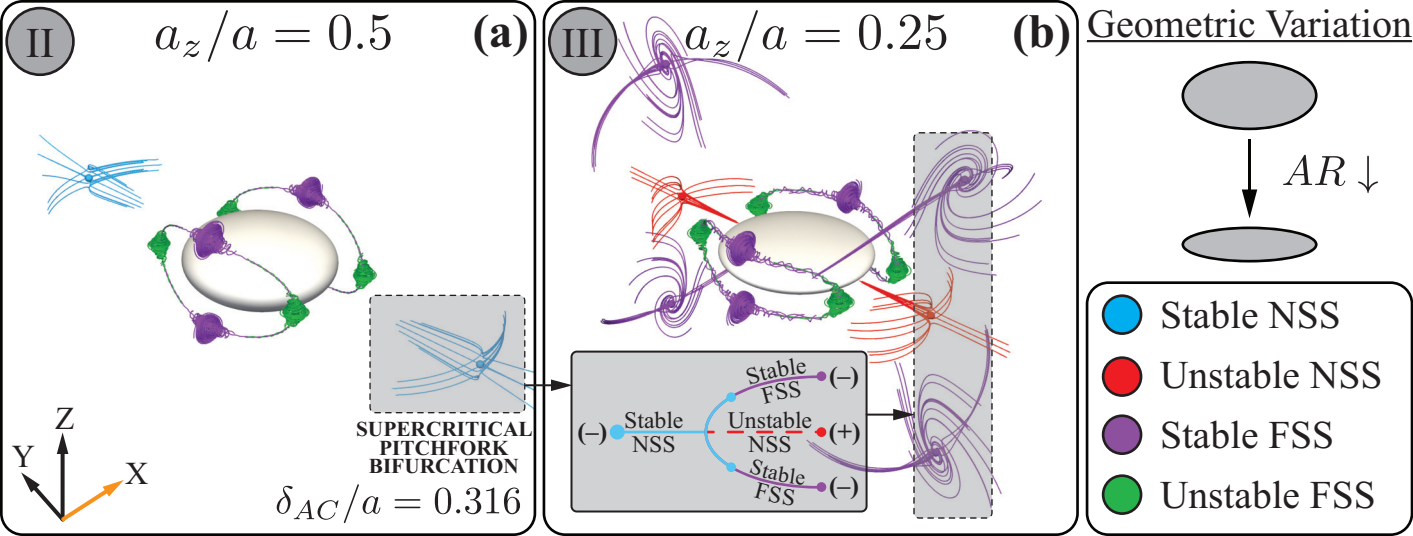 II
a_z/a = 0.5
(a)
Z
Y
X
SUPERCRITICAL
PITCHFORK
BIFURCATION
δ_AC/a = 0.316
III
a_z/a = 0.25
(b)
(–)
Stable
NSS
Stable
FSS
(–)
Unstable
NSS
(+)
Stable
FSS
(–)
Geometric Variation
AR ↓
Stable NSS
Unstable NSS
Stable FSS
Unstable FSS